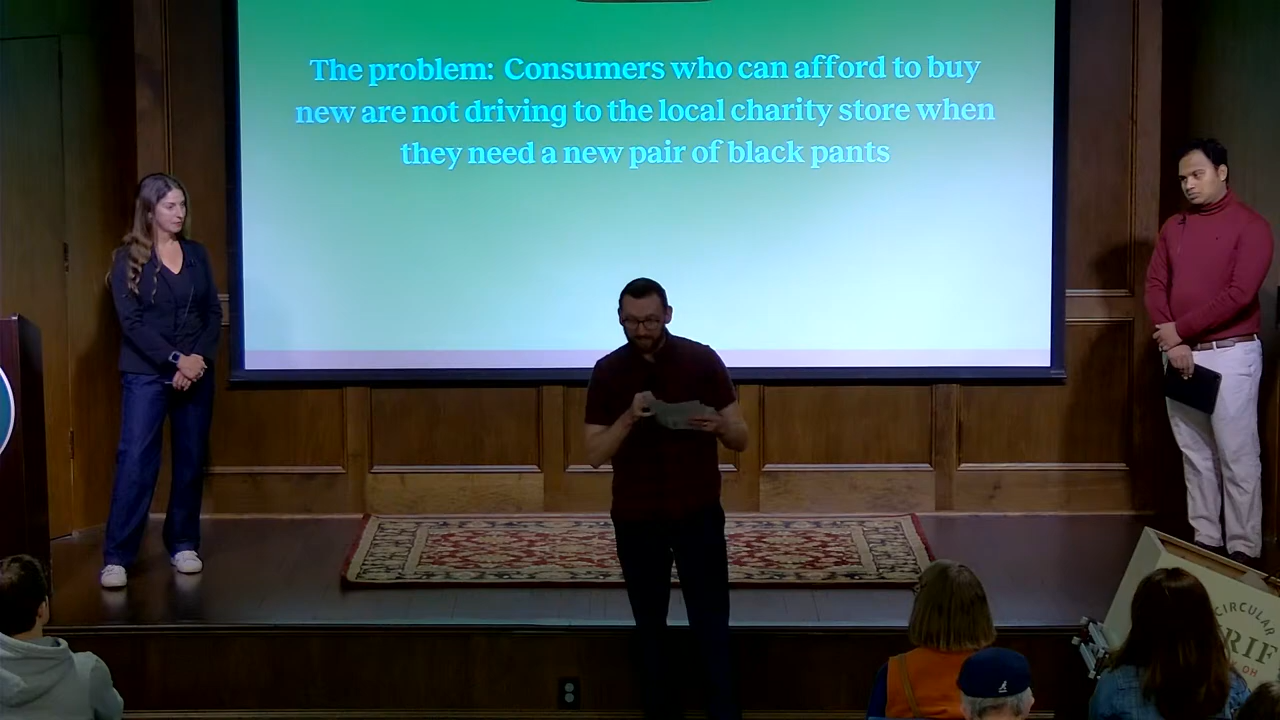 The problem: Consumers who can afford to buy
new are not driving to the local charity store when
they need a new pair of black pants
CIRCULAR
OH